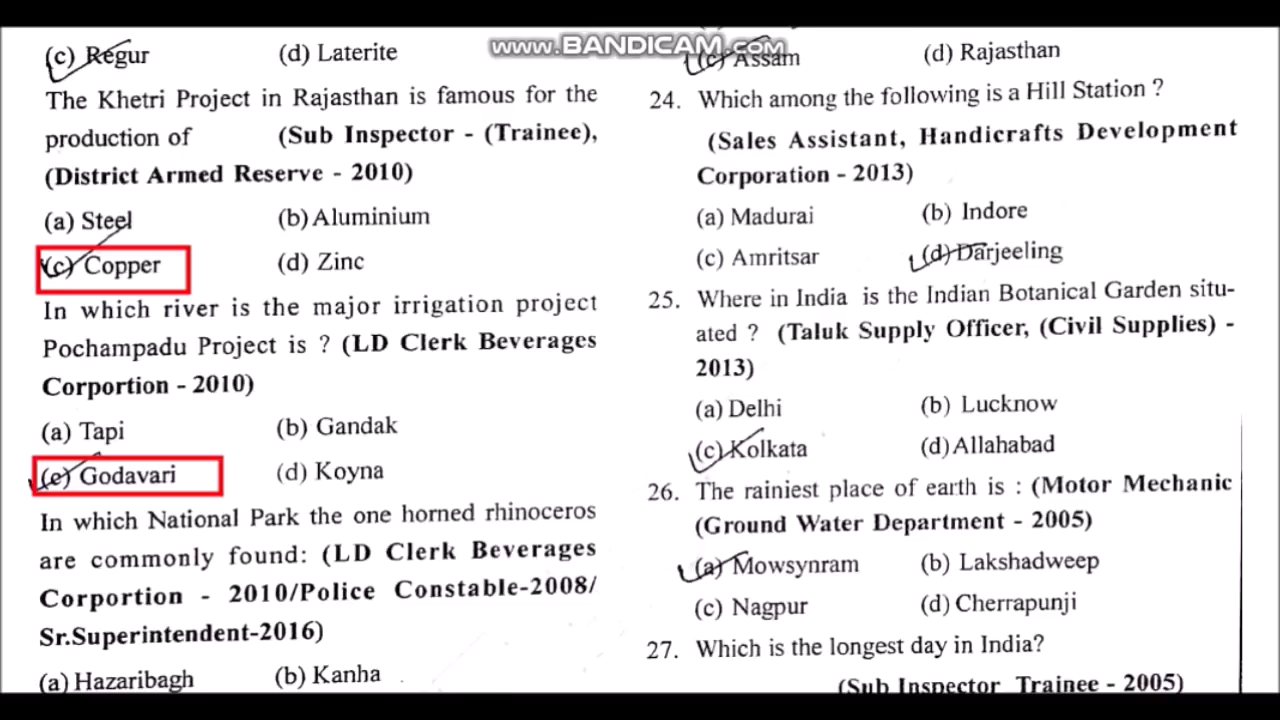 www.BANDICAM.com
(c) Regur (d) Laterite
The Khetri Project in Rajasthan is famous for the
production of (Sub Inspector - (Trainee),
(District Armed Reserve - 2010)
(a) Steel (b) Aluminium
(c) Copper (d) Zinc
In which river is the major irrigation project
Pochampadu Project is ? (LD Clerk Beverages
Corportion - 2010)
(a) Tapi (b) Gandak
(c) Godavari (d) Koyna
In which National Park the one horned rhinoceros
are commonly found: (LD Clerk Beverages
Corportion - 2010/Police Constable-2008/
Sr.Superintendent-2016)
(a) Hazaribagh (b) Kanha
(c) Assam (d) Rajasthan
24. Which among the following is a Hill Station ?
(Sales Assistant, Handicrafts Development
Corporation - 2013)
(a) Madurai (b) Indore
(c) Amritsar (d) Darjeeling
25. Where in India is the Indian Botanical Garden situ-
ated ? (Taluk Supply Officer, (Civil Supplies) -
2013)
(a) Delhi (b) Lucknow
(c) Kolkata (d) Allahabad
26. The rainiest place of earth is : (Motor Mechanic
(Ground Water Department - 2005)
(a) Mowsynram (b) Lakshadweep
(c) Nagpur (d) Cherrapunji
27. Which is the longest day in India?
(Sub Inspector Trainee - 2005)